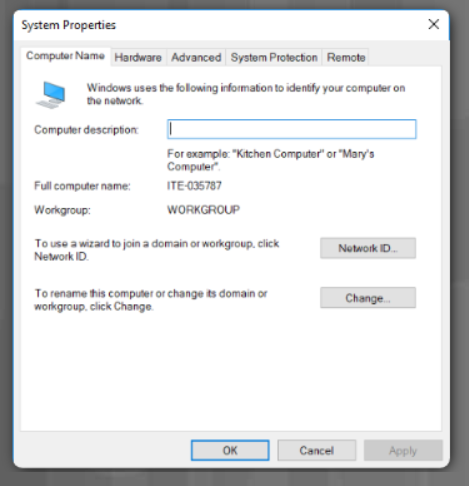 System Properties
Computer Name Hardware Advanced System Protection Remote
Windows uses the following information to identify your computer on
the network.
Computer description:
For example: "Kitchen Computer" or "Mary's
Computer".
Full computer name: ITE-035787
Workgroup: WORKGROUP
To use a wizard to join a domain or workgroup, click
Network ID.
Network ID...
To rename this computer or change its domain or
workgroup, click Change.
Change...
OK Cancel Apply